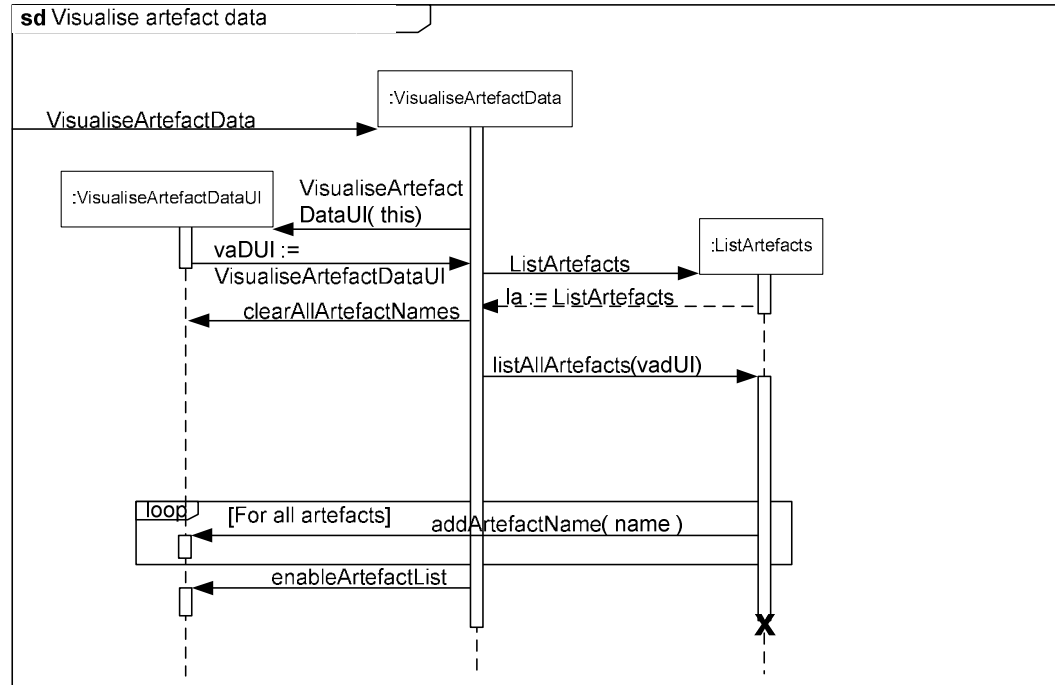 sd Visualise artefact data
:VisualiseArtefactData
VisualiseArtefactData
:VisualiseArtefactDataUI
VisualiseArtefact
DataUI( this)
:ListArtefacts
vaDUI :=
VisualiseArtefactDataUI
ListArtefacts
la := ListArtefacts
clearAllArtefactNames
listAllArtefacts(vadUI)
loop
[For all artefacts]
addArtefactName( name )
enableArtefactList
X